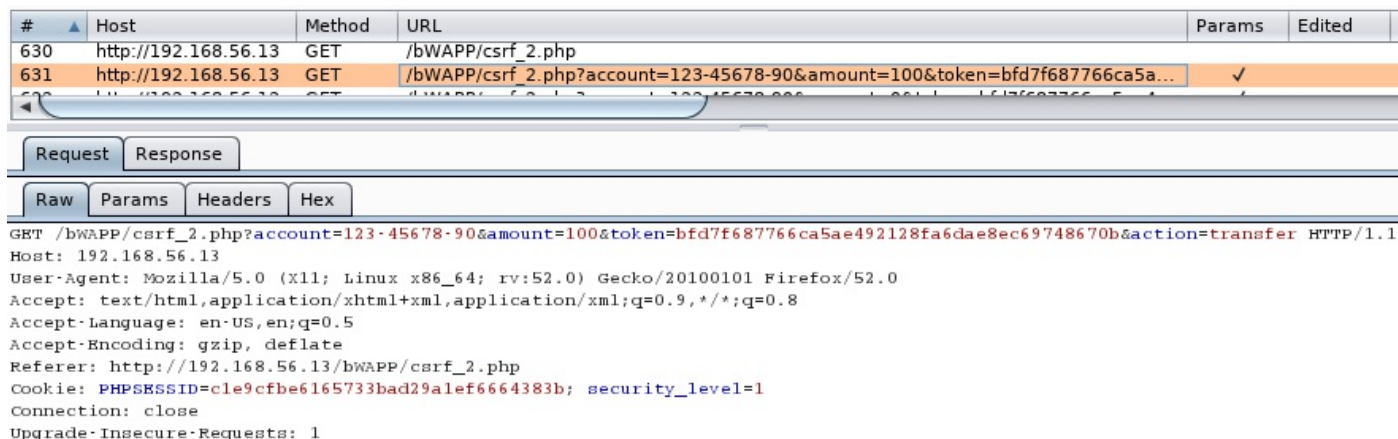 # Host Method URL Params Edited
630 http://192.168.56.13 GET /bWAPP/csrf_2.php
631 http://192.168.56.13 GET /bWAPP/csrf_2.php?account=123-45678-90&amount=100&token=bfd7f687766ca5a... ✓
Request Response
Raw Params Headers Hex
GET /bWAPP/csrf_2.php?account=123-45678-90&amount=100&token=bfd7f687766ca5ae492128fa6dae8ec69748670b&action=transfer HTTP/1.1
Host: 192.168.56.13
User-Agent: Mozilla/5.0 (X11; Linux x86_64; rv:52.0) Gecko/20100101 Firefox/52.0
Accept: text/html,application/xhtml+xml,application/xml;q=0.9,*/*;q=0.8
Accept-Language: en-US,en;q=0.5
Accept-Encoding: gzip, deflate
Referer: http://192.168.56.13/bWAPP/csrf_2.php
Cookie: PHPSESSID=c1e9cfbe6165733bad29a1ef6664383b; security_level=1
Connection: close
Upgrade-Insecure-Requests: 1